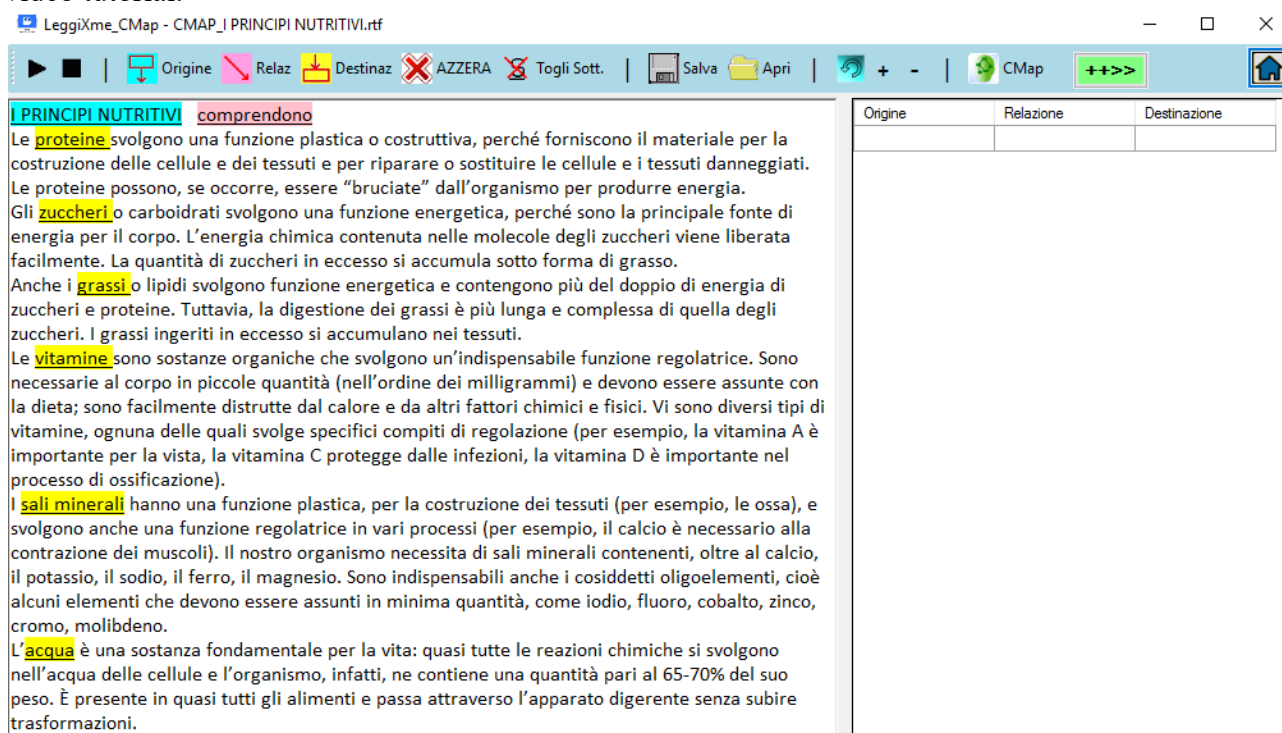 LeggiXme_CMap - CMAP_I PRINCIPI NUTRITIVI.rtf
Origine Relaz Destinaz AZZERA Togli Sott. | Salva Apri | + - | CMap ++>>
I PRINCIPI NUTRITIVI comprendono
Le proteine svolgono una funzione plastica o costruttiva, perché forniscono il materiale per la
costruzione delle cellule e dei tessuti e per riparare o sostituire le cellule e i tessuti danneggiati.
Le proteine possono, se occorre, essere “bruciate” dall’organismo per produrre energia.
Gli zuccheri o carboidrati svolgono una funzione energetica, perché sono la principale fonte di
energia per il corpo. L’energia chimica contenuta nelle molecole degli zuccheri viene liberata
facilmente. La quantità di zuccheri in eccesso si accumula sotto forma di grasso.
Anche i grassi o lipidi svolgono funzione energetica e contengono più del doppio di energia di
zuccheri e proteine. Tuttavia, la digestione dei grassi è più lunga e complessa di quella degli
zuccheri. I grassi ingeriti in eccesso si accumulano nei tessuti.
Le vitamine sono sostanze organiche che svolgono un’indispensabile funzione regolatrice. Sono
necessarie al corpo in piccole quantità (nell’ordine dei milligrammi) e devono essere assunte con
la dieta; sono facilmente distrutte dal calore e da altri fattori chimici e fisici. Vi sono diversi tipi di
vitamine, ognuna delle quali svolge specifici compiti di regolazione (per esempio, la vitamina A è
importante per la vista, la vitamina C protegge dalle infezioni, la vitamina D è importante nel
processo di ossificazione).
I sali minerali hanno una funzione plastica, per la costruzione dei tessuti (per esempio, le ossa), e
svolgono anche una funzione regolatrice in vari processi (per esempio, il calcio è necessario alla
contrazione dei muscoli). Il nostro organismo necessita di sali minerali contenenti, oltre al calcio,
il potassio, il sodio, il ferro, il magnesio. Sono indispensabili anche i cosiddetti oligoelementi, cioè
alcuni elementi che devono essere assunti in minima quantità, come iodio, fluoro, cobalto, zinco,
cromo, molibdeno.
L’acqua è una sostanza fondamentale per la vita: quasi tutte le reazioni chimiche si svolgono
nell’acqua delle cellule e l’organismo, infatti, ne contiene una quantità pari al 65-70% del suo
peso. È presente in quasi tutti gli alimenti e passa attraverso l’apparato digerente senza subire
trasformazioni.
Origine Relazione Destinazione